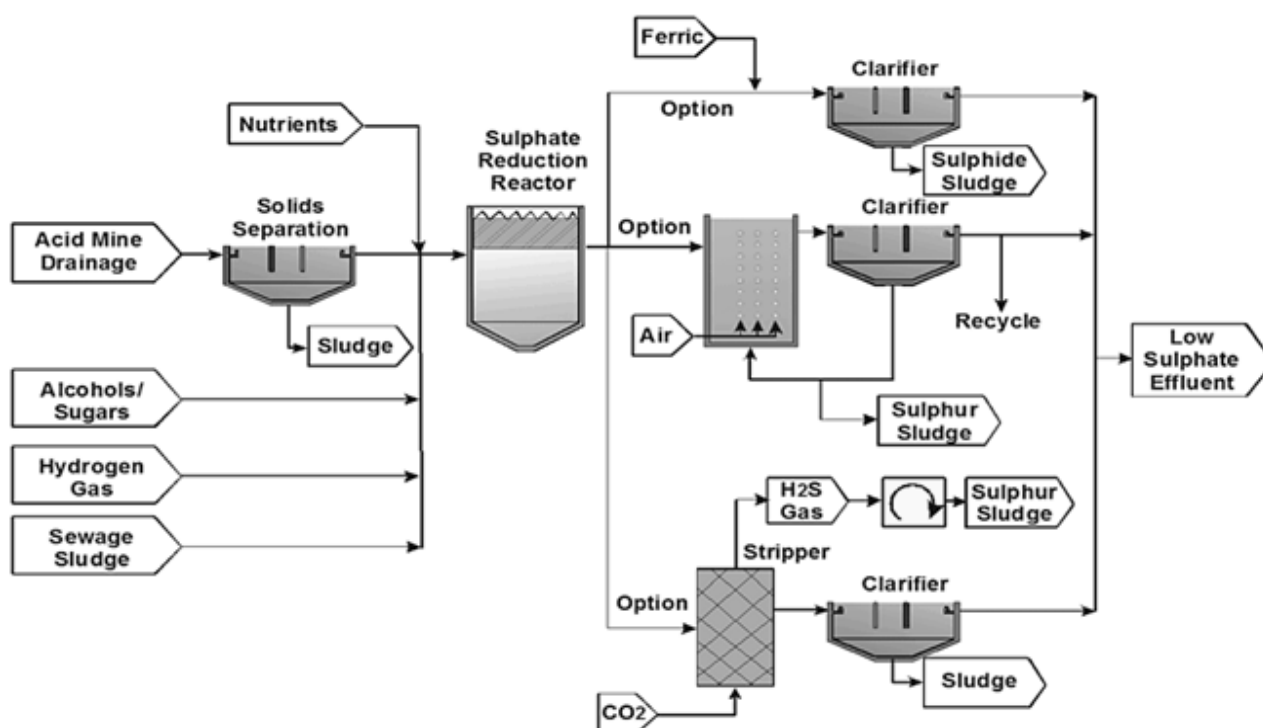 Ferric
Clarifier
Option
Nutrients
Sulphate
Reduction
Reactor
Sulphide
Sludge
Solids
Separation
Clarifier
Acid Mine
Drainage
Option
Sludge
Air
Recycle
Low
Sulphate
Effluent
Alcohols/
Sugars
Sulphur
Sludge
Hydrogen
Gas
H2S
Gas
Sulphur
Sludge
Sewage
Sludge
Stripper
Clarifier
Option
Sludge
CO2